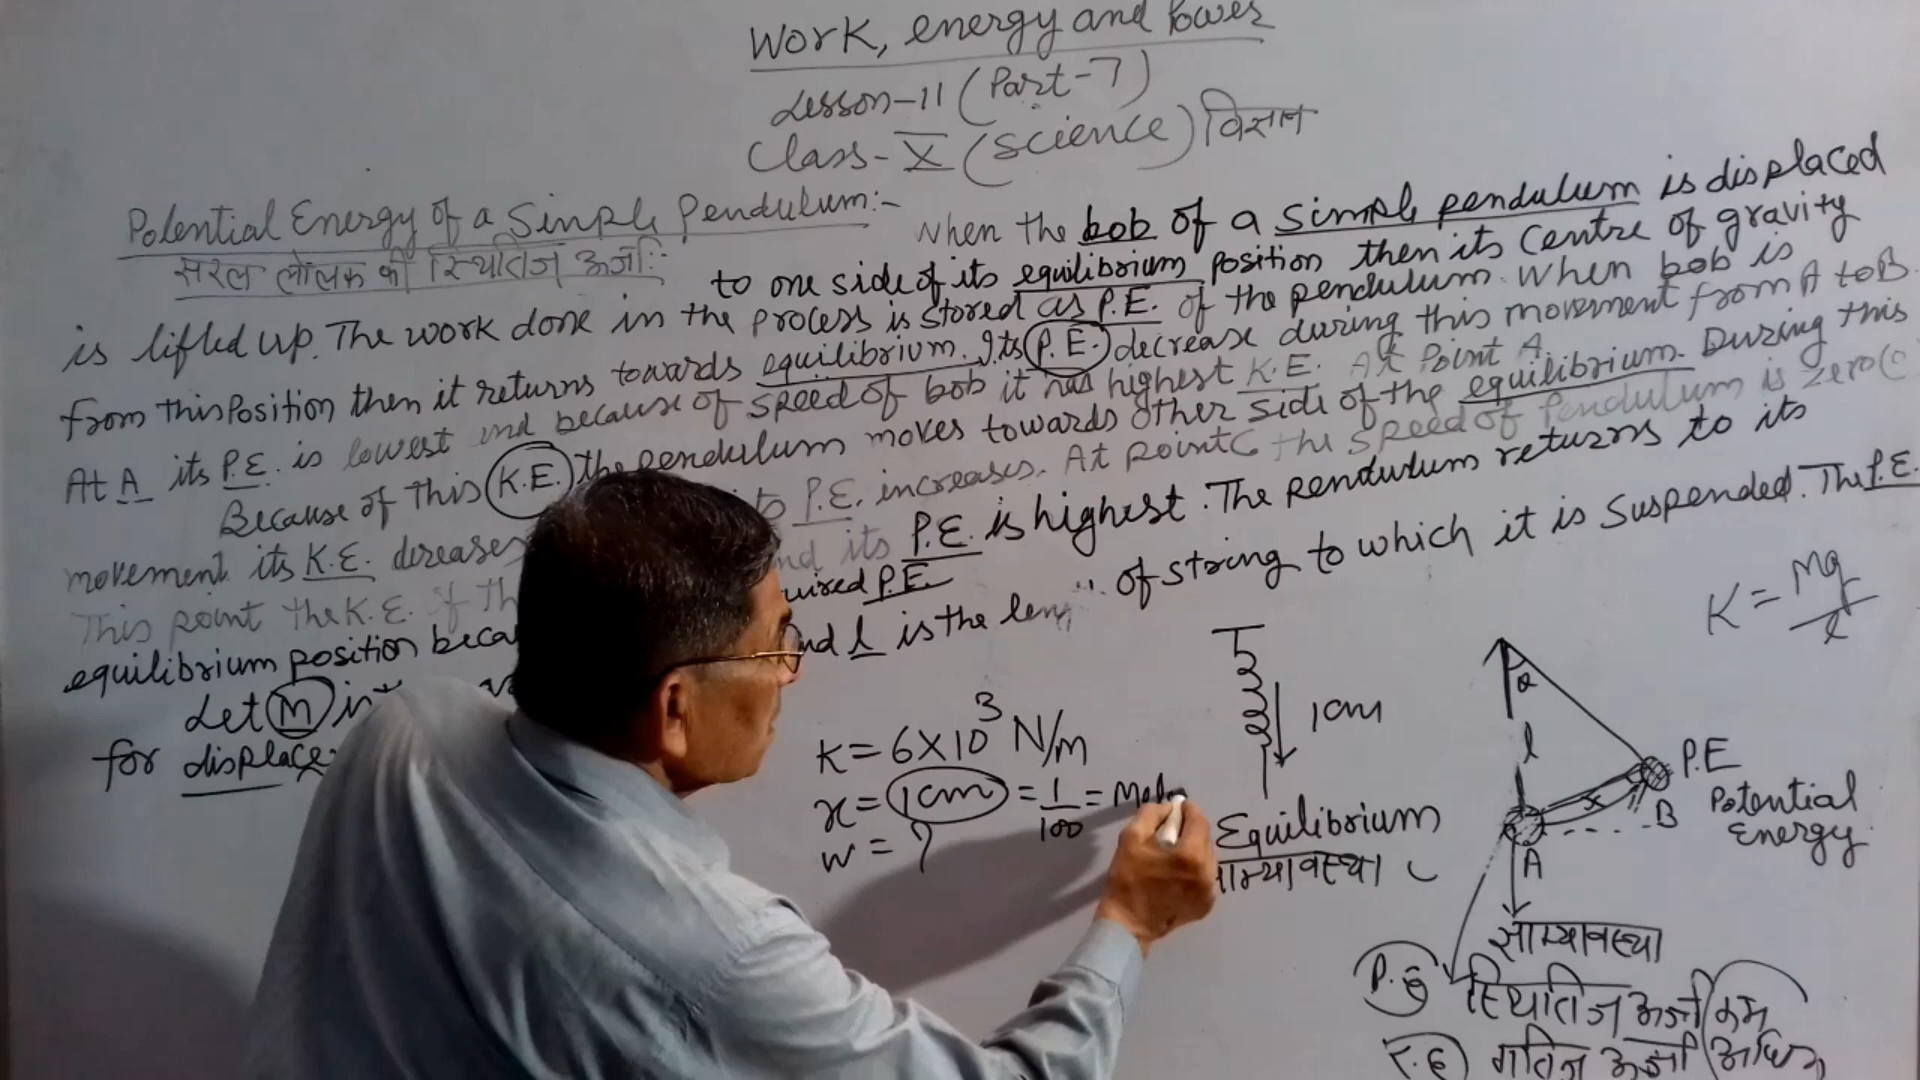 Work, energy and Power
Lesson-11 (Part-7)
Class-X (Science) विज्ञान
Potential Energy of a Simple Pendulum:-
सरल लोलक की स्थितिज ऊर्जा:-
When the bob of a simple pendulum is displaced
to one side of its equilibrium position then its Centre of gravity
is lifted up. The work done in the process is stored as P.E. of the pendulum. When bob is
from this Position then it returns towards equilibrium. Its P.E. decrease during this movement from A to B.
At A its P.E. is lowest and because of speed of bob it has highest K.E. At Point A
Because of this K.E. the pendulum moves towards other side of the equilibrium. During this
movement its K.E. decreases its P.E. increases. At point C the speed of Pendulum is zero
This point the K.E. of and its P.E. is highest. The Pendulum returns to its
equilibrium position P.E.
Let M and l is the of string to which it is suspended. The P.E.
for
K = Mg/l
K = 6×10³ N/m
x = 1cm = 1/100 =
w = ?
1cm
Equilibrium
l
x
A
B
P.E
Potential
Energy
साम्यावस्था
P.E
स्थितिज ऊर्जा कम
गतिज ऊर्जा